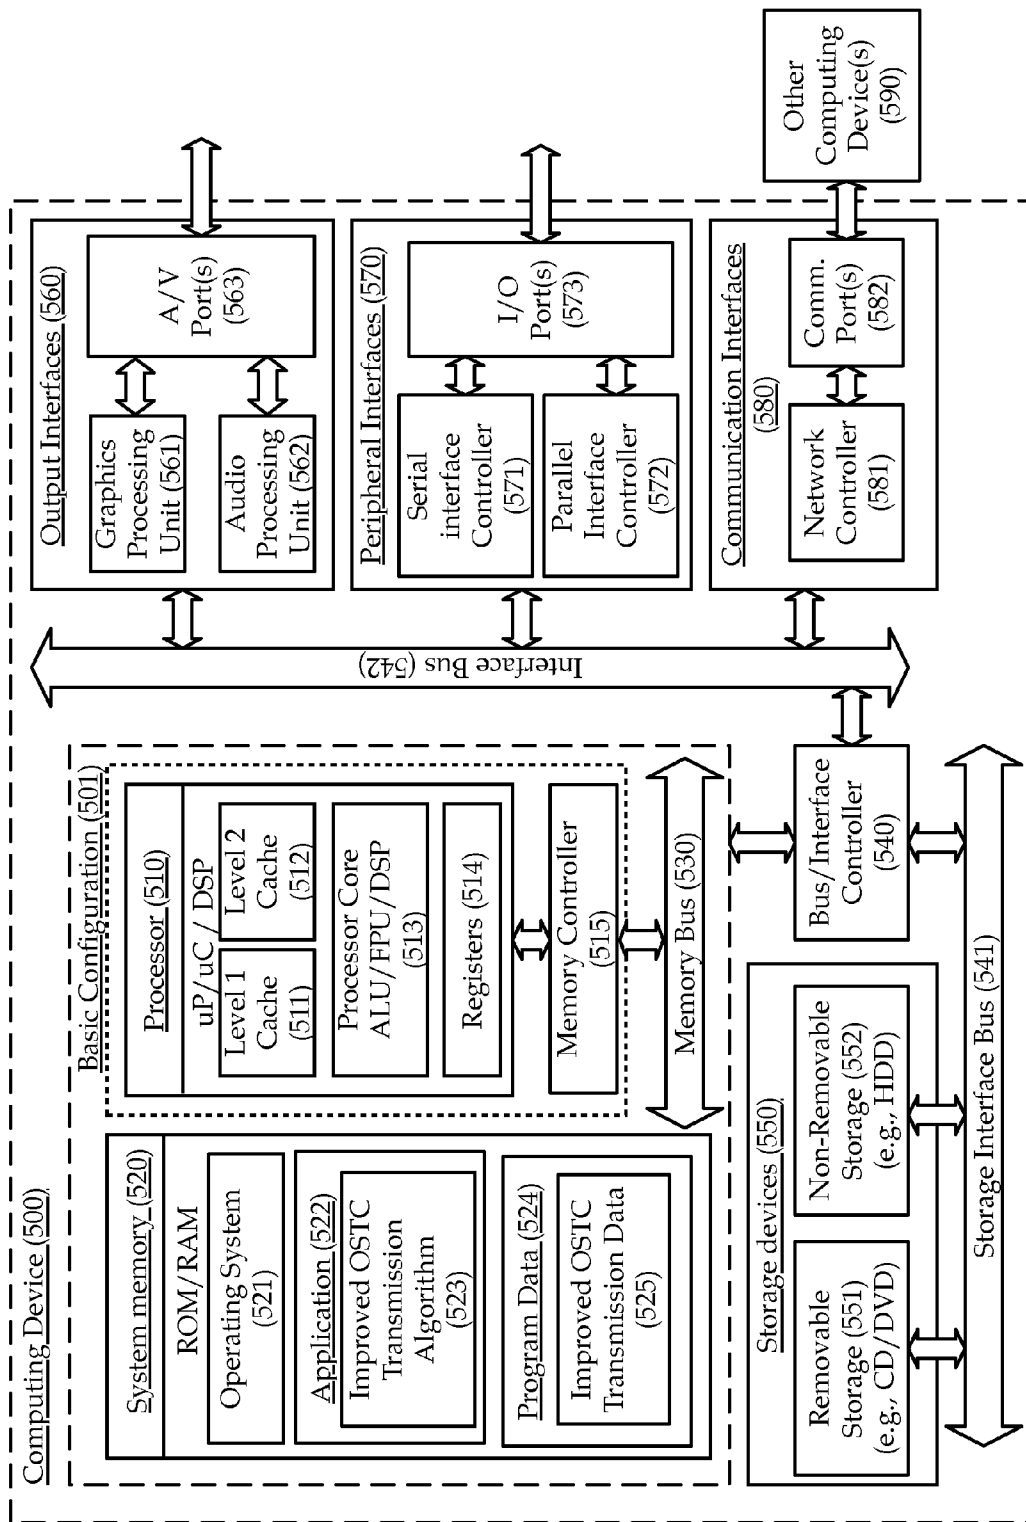 Computing Device (500)
Basic Configuration (501)
System memory (520)
ROM/RAM
Operating System
(521)
Application (522)
Improved OSTC
Transmission
Algorithm
(523)
Program Data (524)
Improved OSTC
Transmission Data
(525)
Processor (510)
uP/uC / DSP
Level 1
Cache
(511)
Level 2
Cache
(512)
Processor Core
ALU/FPU/DSP
(513)
Registers (514)
Memory Controller
(515)
Memory Bus (530)
Storage devices (550)
Removable
Storage (551)
(e.g., CD/DVD)
Non-Removable
Storage (552)
(e.g., HDD)
Bus/Interface
Controller
(540)
Storage Interface Bus (541)
Interface Bus (542)
Output Interfaces (560)
Graphics
Processing
Unit (561)
Audio
Processing
Unit (562)
A/V
Port(s)
(563)
Peripheral Interfaces (570)
Serial
interface
Controller
(571)
Parallel
Interface
Controller
(572)
I/O
Port(s)
(573)
Communication Interfaces
(580)
Network
Controller
(581)
Comm.
Port(s)
(582)
Other
Computing
Device(s)
(590)